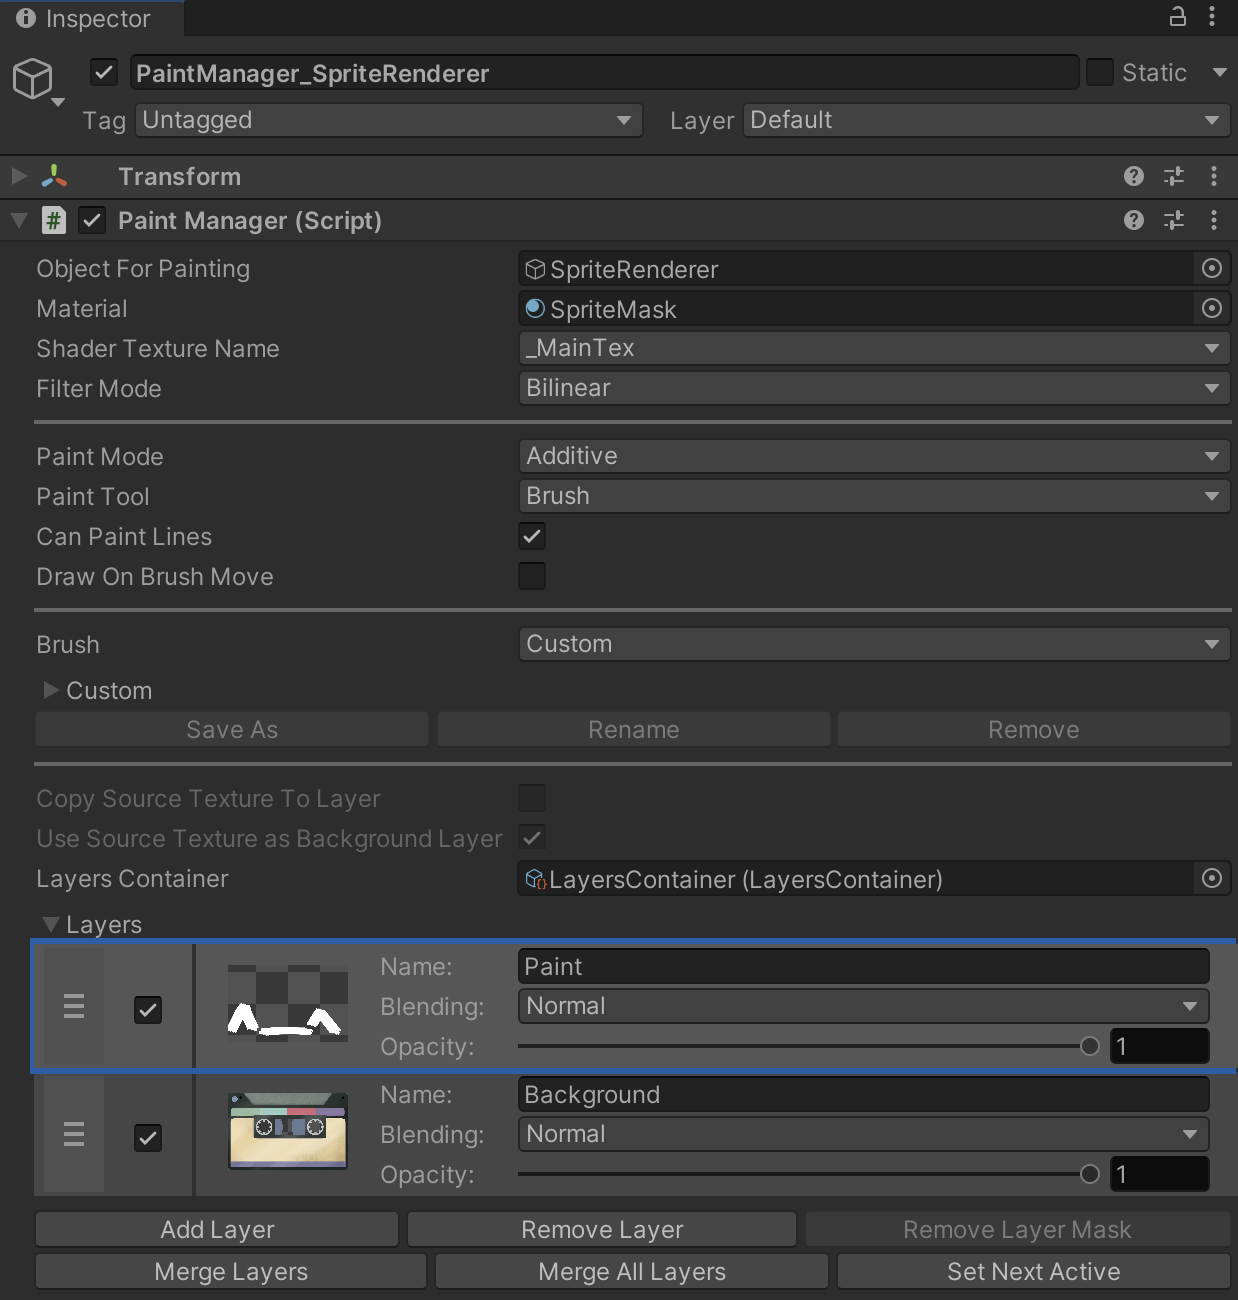 Inspector
PaintManager_SpriteRenderer Static
Tag Untagged Layer Default
Transform
# Paint Manager (Script)
Object For Painting SpriteRenderer
Material SpriteMask
Shader Texture Name _MainTex
Filter Mode Bilinear
Paint Mode Additive
Paint Tool Brush
Can Paint Lines
Draw On Brush Move
Brush Custom
Custom
Save As Rename Remove
Copy Source Texture To Layer
Use Source Texture as Background Layer
Layers Container LayersContainer (LayersContainer)
Layers
Name: Paint
Blending: Normal
Opacity: 1
Name: Background
Blending: Normal
Opacity: 1
Add Layer Remove Layer Remove Layer Mask
Merge Layers Merge All Layers Set Next Active